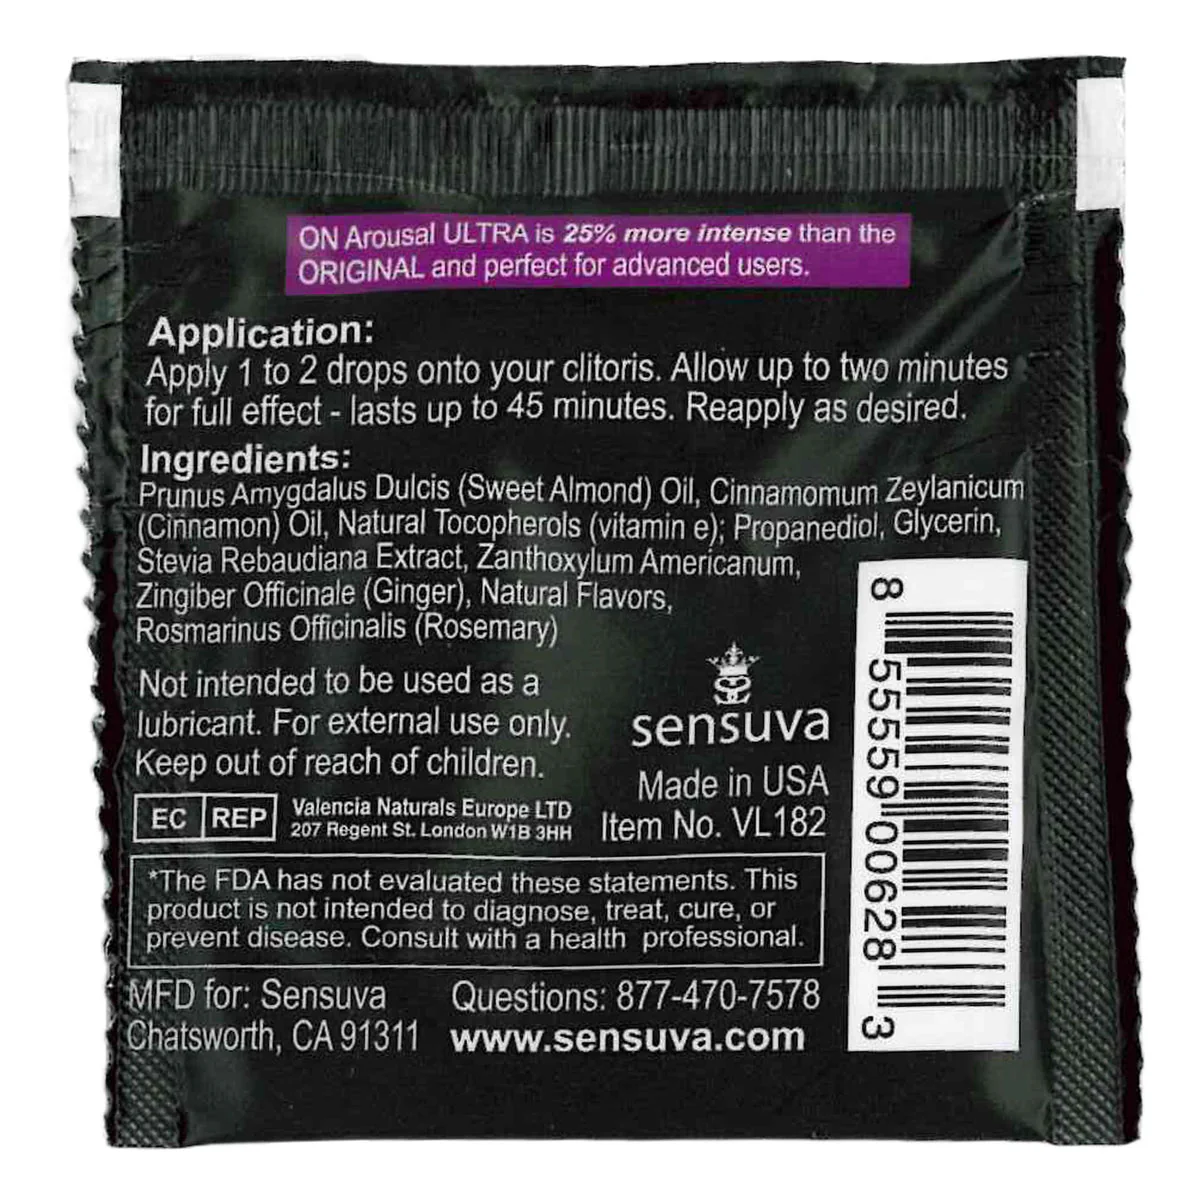 ON Arousal ULTRA is 25% more intense than the
ORIGINAL and perfect for advanced users.
Application:
Apply 1 to 2 drops onto your clitoris. Allow up to two minutes
for full effect - lasts up to 45 minutes. Reapply as desired.
Ingredients:
Prunus Amygdalus Dulcis (Sweet Almond) Oil, Cinnamomum Zeylanicum
(Cinnamon) Oil, Natural Tocopherols (vitamin e); Propanediol, Glycerin,
Stevia Rebaudiana Extract, Zanthoxylum Americanum,
Zingiber Officinale (Ginger), Natural Flavors,
Rosmarinus Officinalis (Rosemary)
Not intended to be used as a
lubricant. For external use only.
Keep out of reach of children.
sensuva
Made in USA
Item No. VL182
EC REP
Valencia Naturals Europe LTD
207 Regent St. London W1B 3HH
*The FDA has not evaluated these statements. This
product is not intended to diagnose, treat, cure, or
prevent disease. Consult with a health professional.
MFD for: Sensuva
Chatsworth, CA 91311
Questions: 877-470-7578
www.sensuva.com
8 55559 00628 3